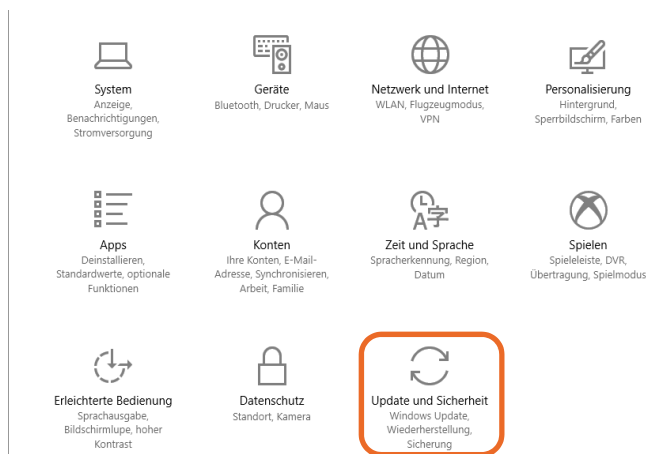 System
Anzeige,
Benachrichtigungen,
Stromversorgung
Geräte
Bluetooth, Drucker, Maus
Netzwerk und Internet
WLAN, Flugzeugmodus,
VPN
Personalisierung
Hintergrund,
Sperrbildschirm, Farben
Apps
Deinstallieren,
Standardwerte, optionale
Funktionen
Konten
Ihre Konten, E-Mail-
Adresse, Synchronisieren,
Arbeit, Familie
Zeit und Sprache
Spracherkennung, Region,
Datum
Spielen
Spieleleiste, DVR,
Übertragung, Spielmodus
Erleichterte Bedienung
Sprachausgabe,
Bildschirmlupe, hoher
Kontrast
Datenschutz
Standort, Kamera
Update und Sicherheit
Windows Update,
Wiederherstellung,
Sicherung